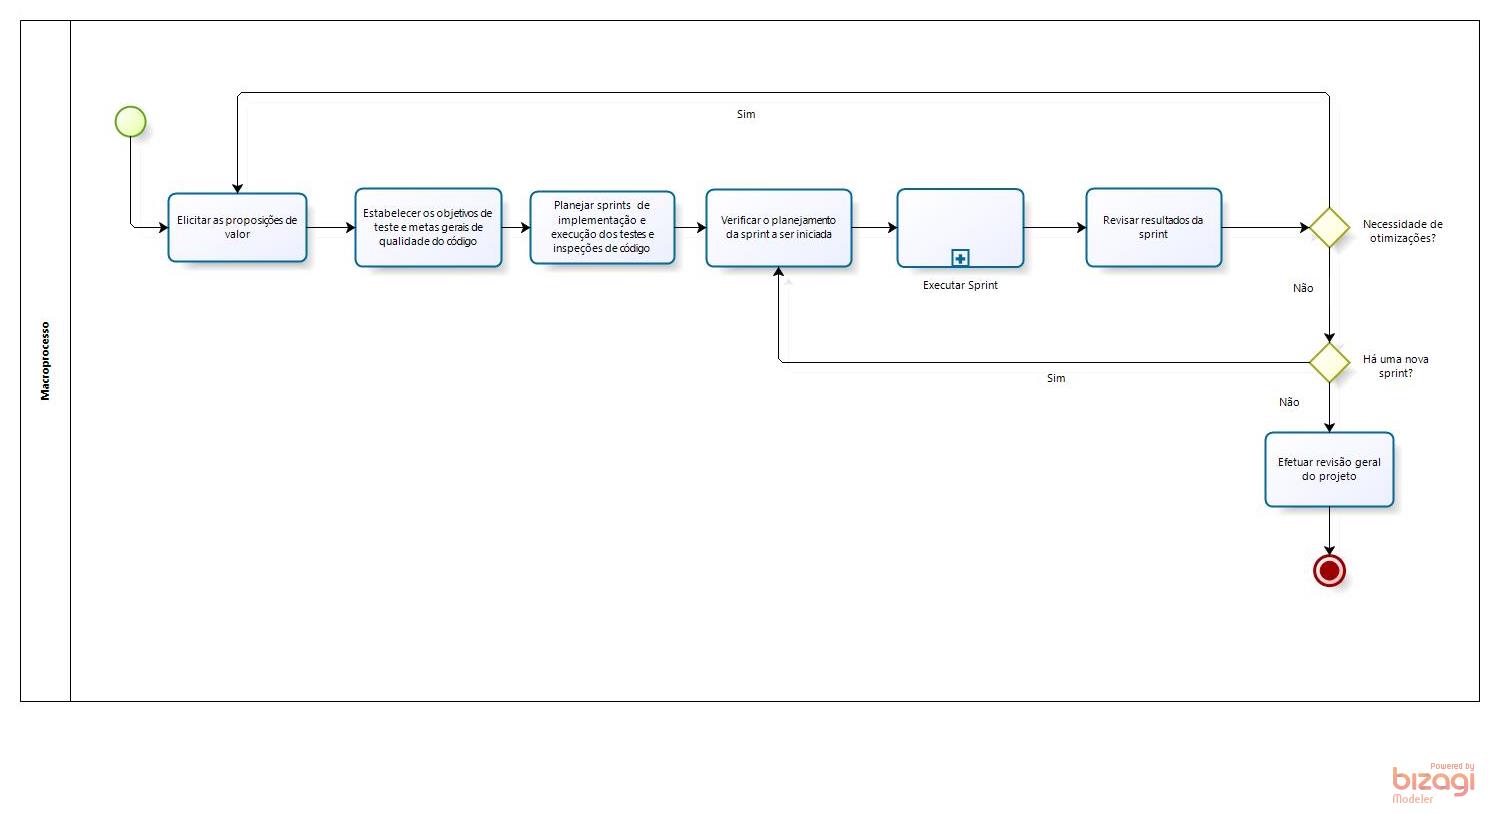 Sim
Elicitar as proposições de
valor
Estabelecer os objetivos de
teste e metas gerais de
qualidade do código
Planejar sprints de
implementação e
execução dos testes e
inspeções de código
Verificar o planejamento
da sprint a ser iniciada
Executar Sprint
Revisar resultados da
sprint
Necessidade de
otimizações?
Não
Há uma nova
sprint?
Sim
Não
Efetuar revisão geral
do projeto
Macroprocesso
Powered by
bizagi
Modeler